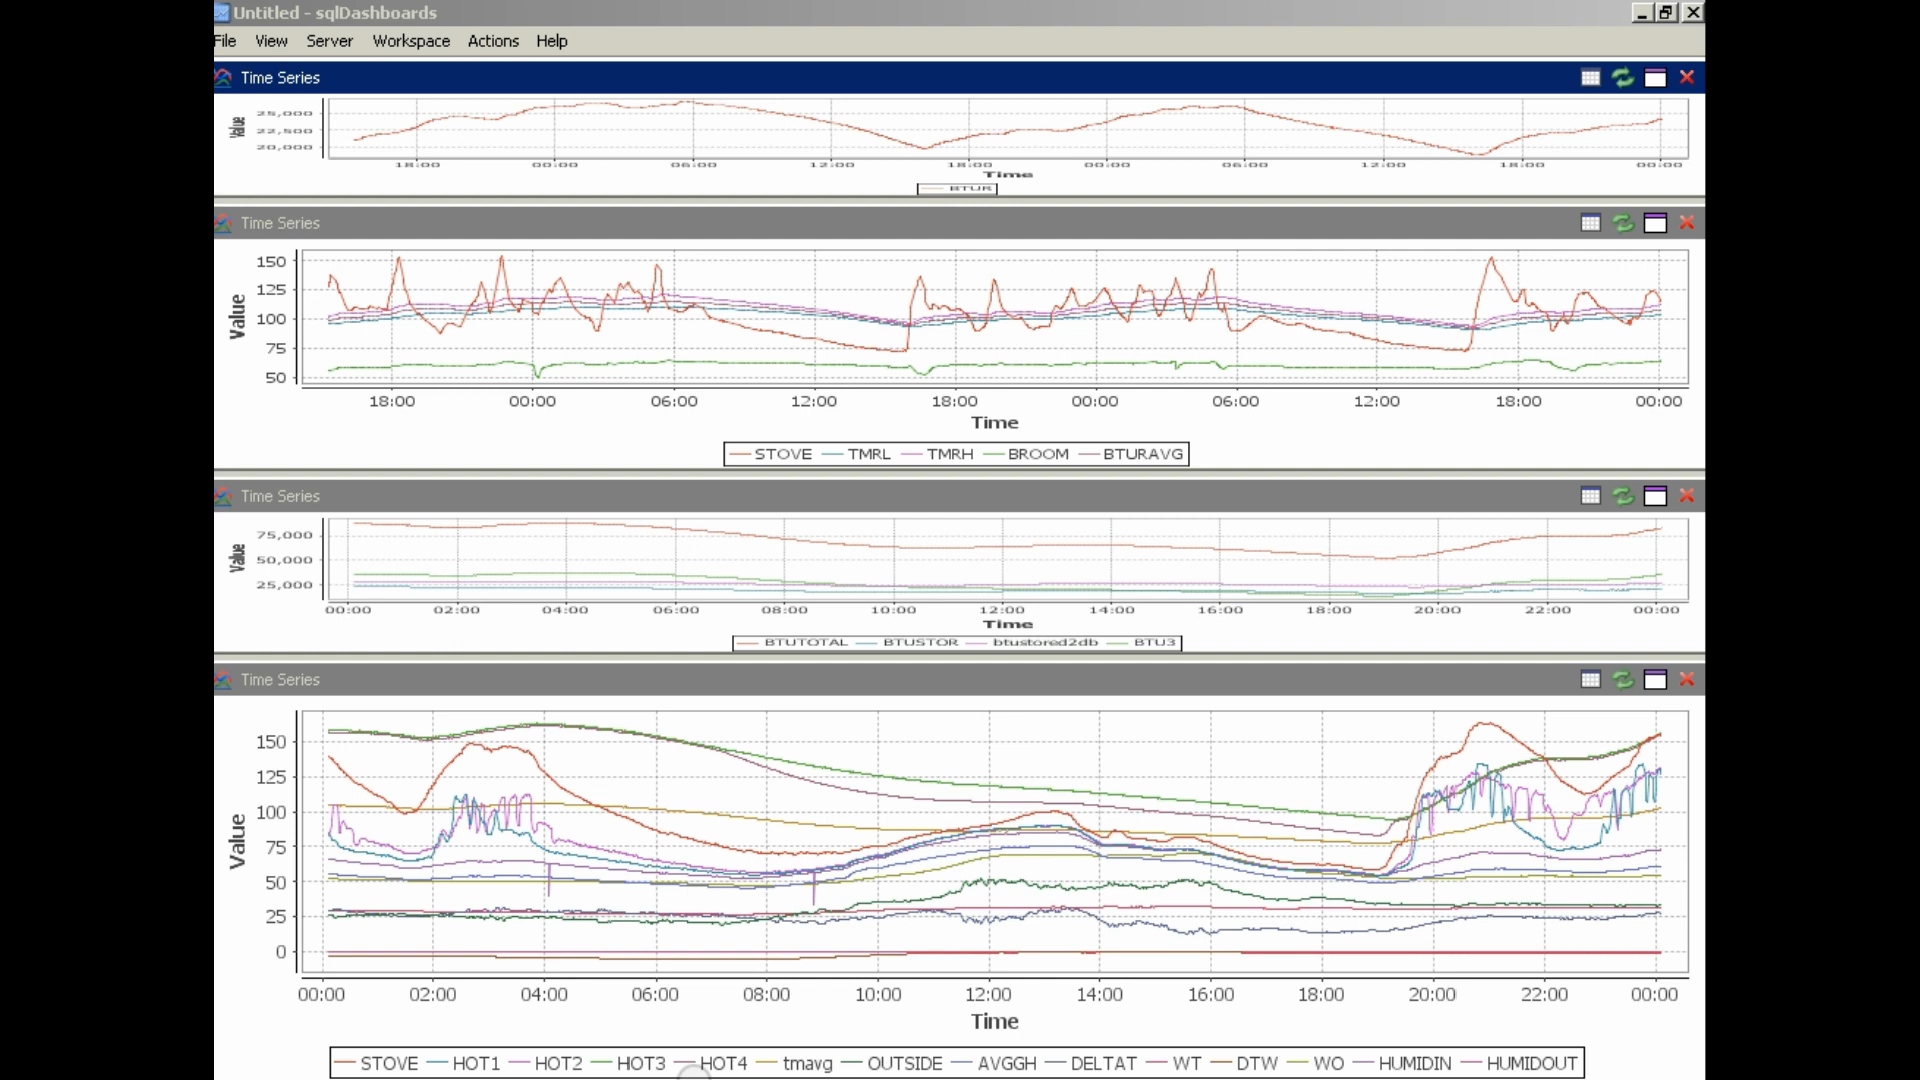 Untitled - sqlDashboards
File View Server Workspace Actions Help
Time Series
Value
25,000
22,500
20,000
18:00 00:00 06:00 12:00 18:00 00:00 06:00 12:00 18:00 00:00
Time
BTUR
Time Series
Value
150
125
100
75
50
18:00 00:00 06:00 12:00 18:00 00:00 06:00 12:00 18:00 00:00
Time
STOVE TMRL TMRH BROOM BTURAVG
Time Series
Value
75,000
50,000
25,000
00:00 02:00 04:00 06:00 08:00 10:00 12:00 14:00 16:00 18:00 20:00 22:00 00:00
Time
BTUTOTAL BTUSTOR btustored2db BTU3
Time Series
Value
150
125
100
75
50
25
0
00:00 02:00 04:00 06:00 08:00 10:00 12:00 14:00 16:00 18:00 20:00 22:00 00:00
Time
STOVE HOT1 HOT2 HOT3 HOT4 tmavg OUTSIDE AVGGH DELTAT WT DTW WO HUMIDIN HUMIDOUT